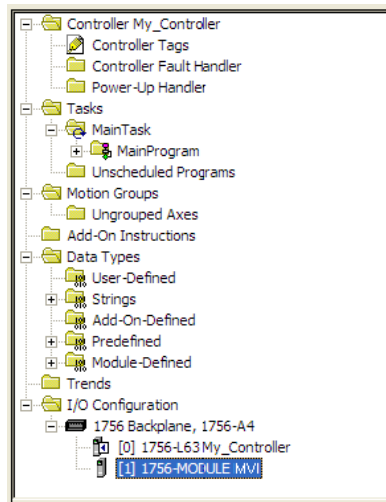 Controller My_Controller
Controller Tags
Controller Fault Handler
Power-Up Handler
Tasks
MainTask
MainProgram
Unscheduled Programs
Motion Groups
Ungrouped Axes
Add-On Instructions
Data Types
User-Defined
Strings
Add-On-Defined
Predefined
Module-Defined
Trends
I/O Configuration
1756 Backplane, 1756-A4
[0] 1756-L63 My_Controller
[1] 1756-MODULE MVI